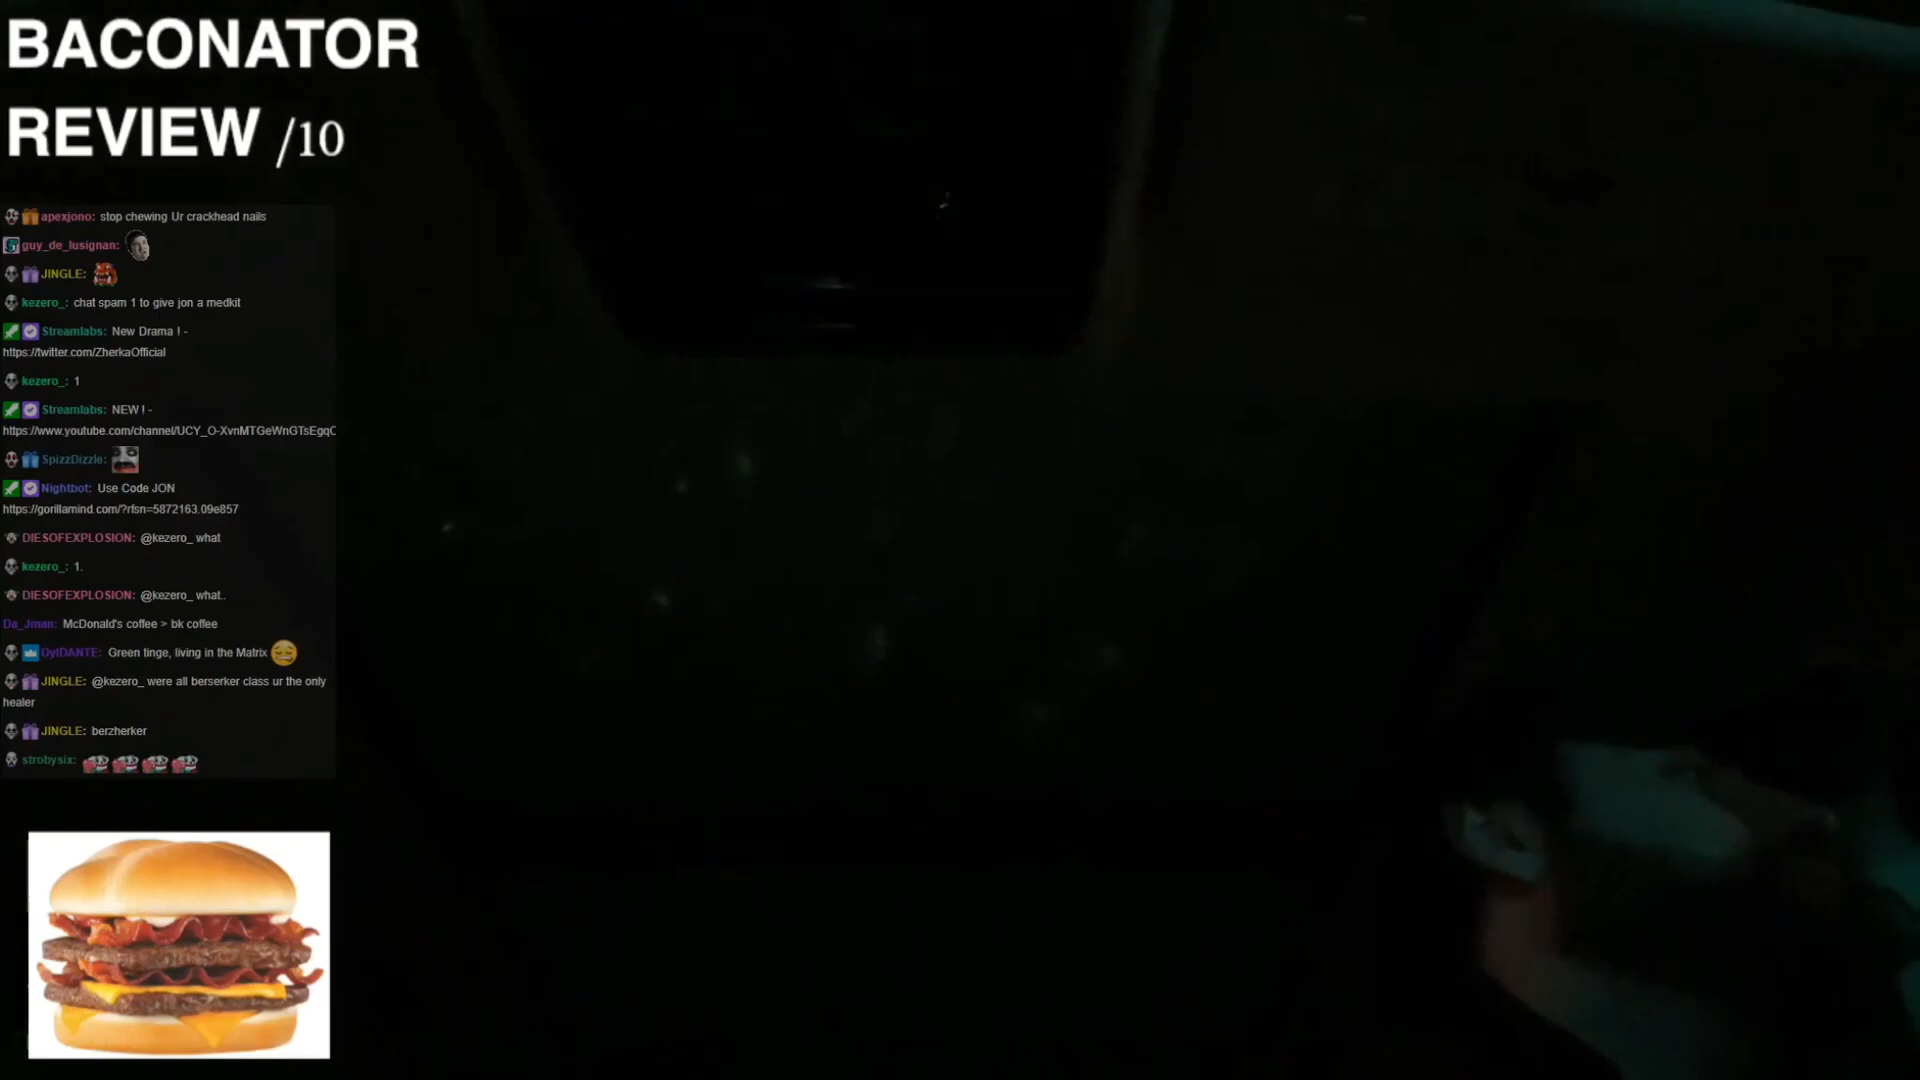 BACONATOR
REVIEW /10
apexjono: stop chewing Ur crackhead nails
guy_de_lusignan:
JINGLE:
kezero_: chat spam 1 to give jon a medkit
Streamlabs: New Drama ! -
https://twitter.com/ZherkaOfficial
kezero_: 1
Streamlabs: NEW ! -
https://www.youtube.com/channel/UCY_O-XvnMTGeWnGTsEgqC
SpizzDizzle:
Nightbot: Use Code JON
https://gorillamind.com/?rfsn=5872163.09e857
DIESOFEXPLOSION: @kezero_ what
kezero_: 1.
DIESOFEXPLOSION: @kezero_ what..
Da_Jman: McDonald's coffee > bk coffee
DylDANTE: Green tinge, living in the Matrix
JINGLE: @kezero_ were all berserker class ur the only
healer
JINGLE: berzherker
strobysix: